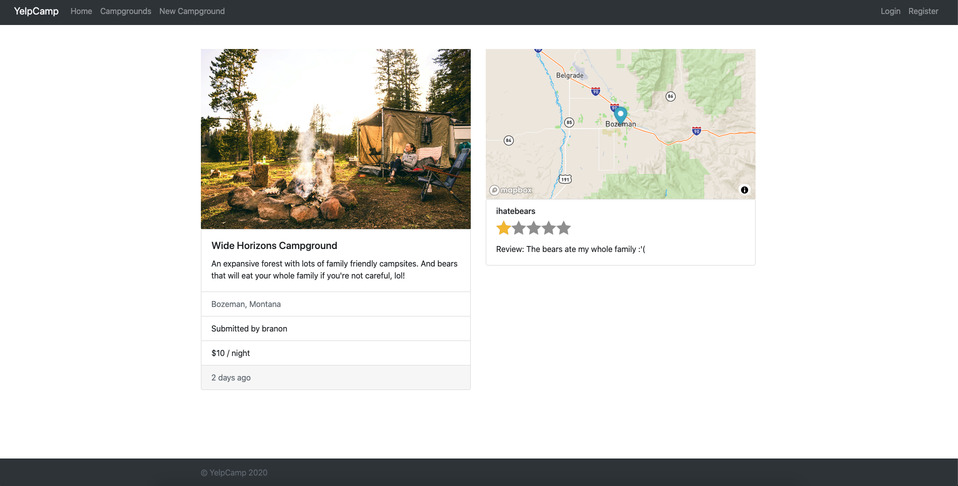 YelpCamp Home Campgrounds New Campground Login Register
Wide Horizons Campground
An expansive forest with lots of family friendly campsites. And bears
that will eat your whole family if you're not careful, lol!
Bozeman, Montana
Submitted by branon
$10 / night
2 days ago
Belgrade
90
86
90
85
Bozeman
90
84
191
mapbox
ihatebears
Review: The bears ate my whole family :'(
© YelpCamp 2020